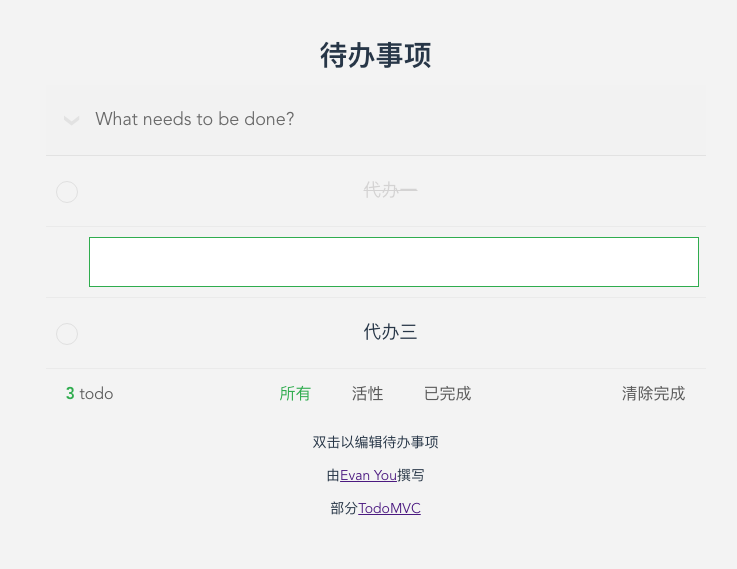 待办事项
What needs to be done?
代办一
代办三
3 todo 所有 活性 已完成 清除完成
双击以编辑待办事项
由Evan You撰写
部分TodoMVC